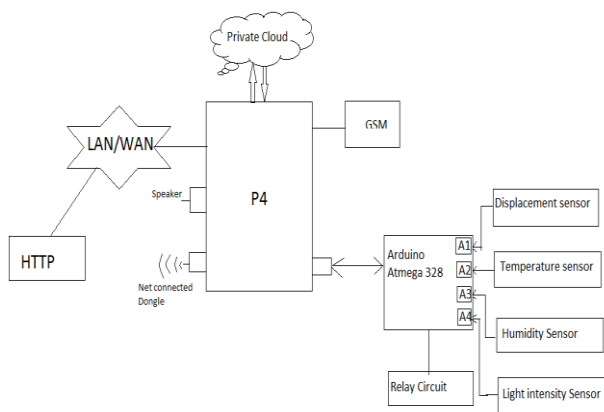 Private Cloud
LAN/WAN
GSM
Speaker
P4
HTTP
Net connected
Dongle
Arduino
Atmega 328
A1
A2
A3
A4
Displacement sensor
Temperature sensor
Humidity Sensor
Light intensity Sensor
Relay Circuit